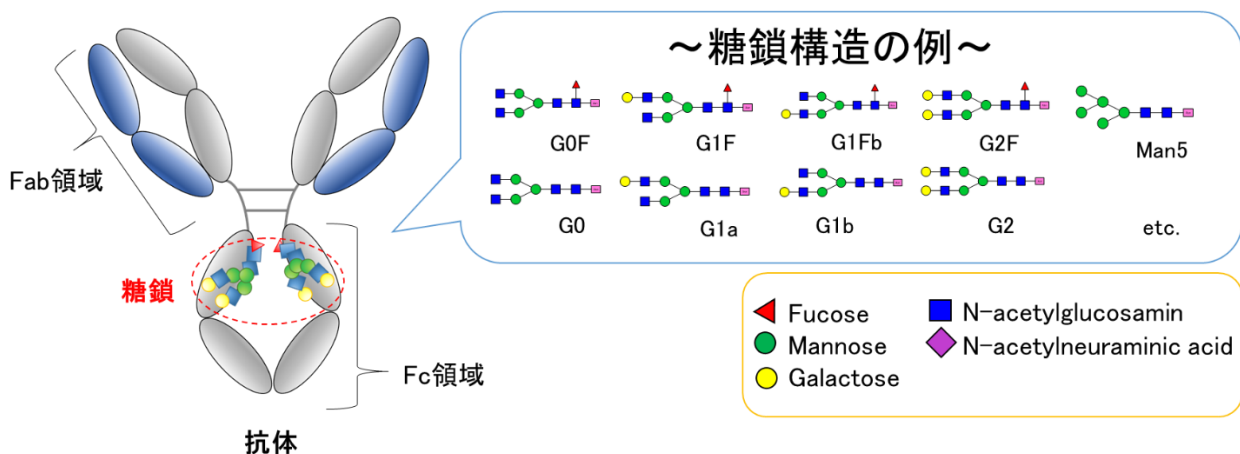 ～糖鎖構造の例～
G0F
G1F
G1Fb
G2F
Man5
G0
G1a
G1b
G2
etc.
Fab領域
糖鎖
Fc領域
抗体
Fucose
N-acetylglucosamin
Mannose
N-acetylneuraminic acid
Galactose